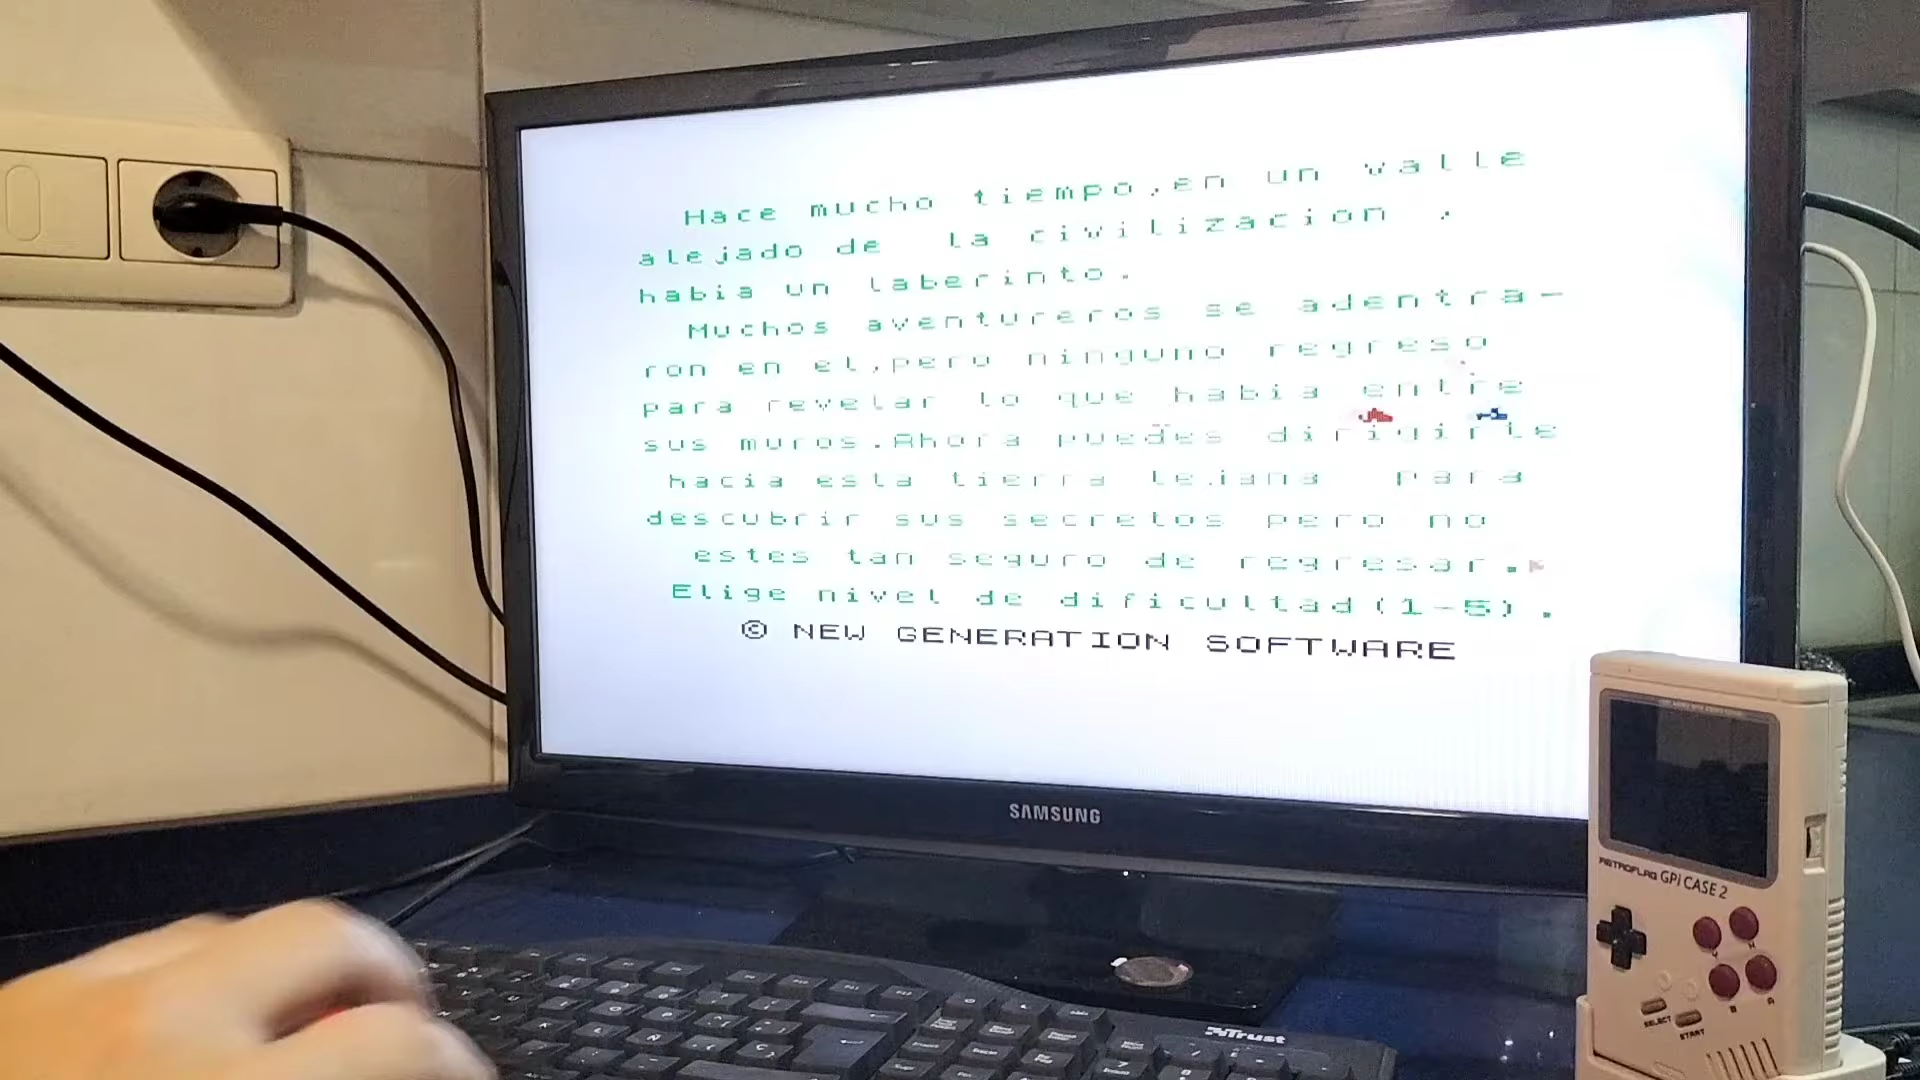 Hace mucho tiempo,en un valle
alejado de la civilizacion .
habia un laberinto.
Muchos aventureros se adentra-
ron en el,pero ninguno regreso
para revelar lo que habia entre
sus muros.Ahora puedes dirigirte
hacia esta tierra lejana para
descubrir sus secretos pero no
estes tan seguro de regresar.
Elige nivel de dificultad(1-5).
© NEW GENERATION SOFTWARE
SAMSUNG
RETROFLAG GPi CASE 2
SELECT
START
B
A
Trust